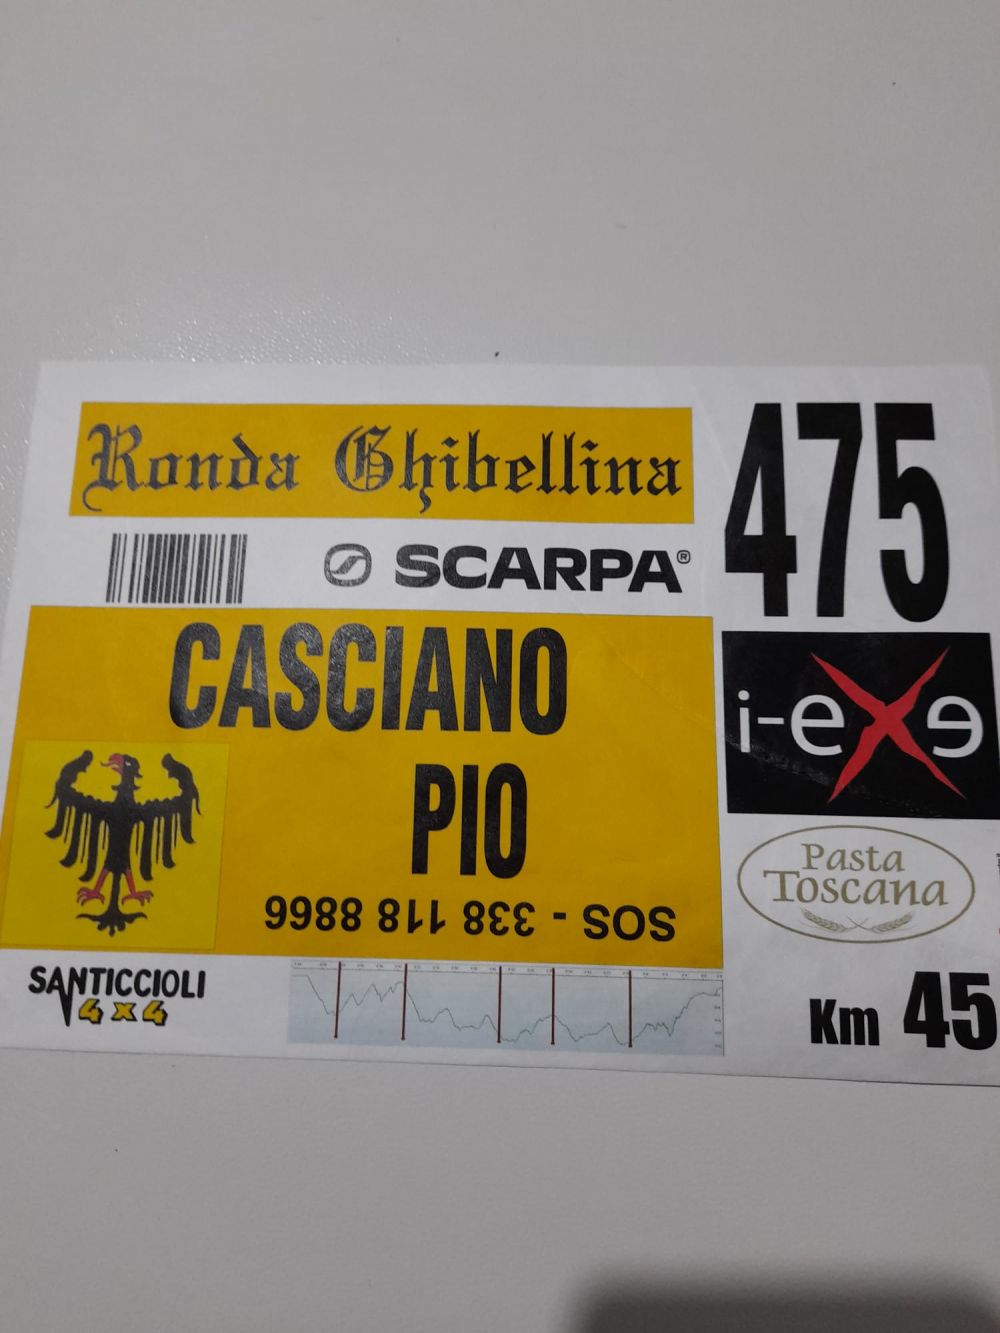 Ronda Ghibellina
475
SCARPA®
CASCIANO
PIO
SOS - 338 118 8866
i-exe
Pasta
Toscana
SANTICCIOLI
4x4
Km 45